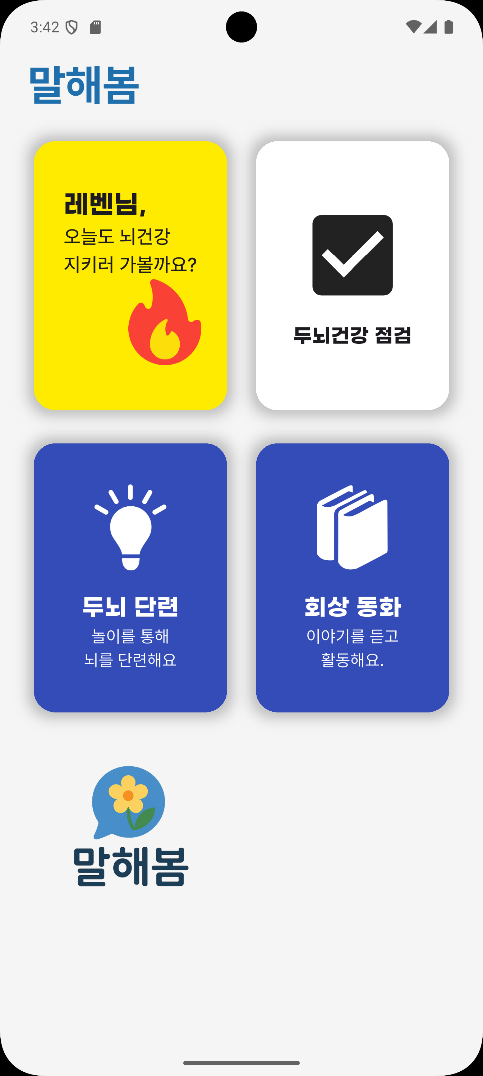 3:42
말해봄
레벤님,
오늘도 뇌건강
지키러 가볼까요?
두뇌건강 점검
두뇌 단련
놀이를 통해
뇌를 단련해요
회상 동화
이야기를 듣고
활동해요.
말해봄